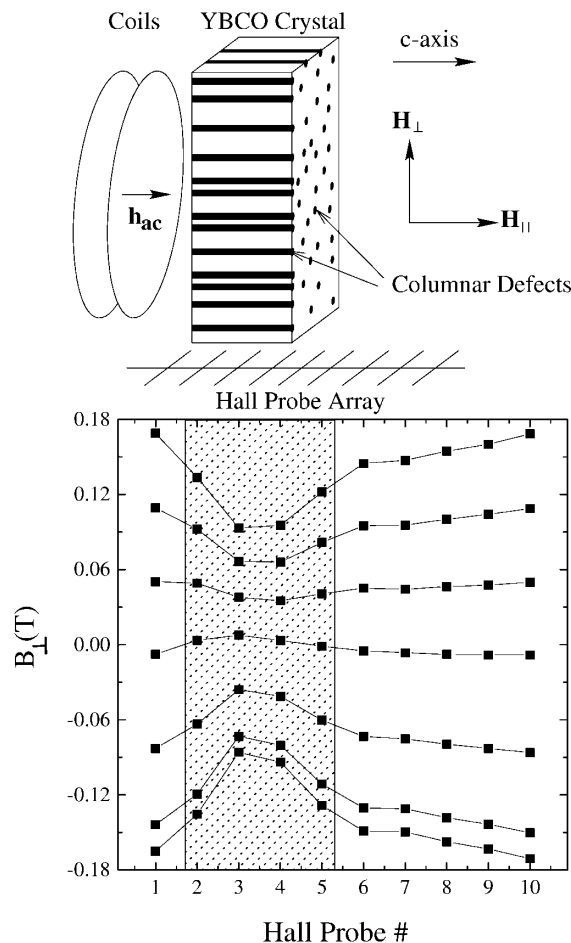 Coils YBCO Crystal
c-axis
H⊥
h_ac
H||
Columnar Defects
Hall Probe Array
0.18
0.12
0.06
0.00
-0.06
-0.12
-0.18
B⊥(T)
1 2 3 4 5 6 7 8 9 10
Hall Probe #